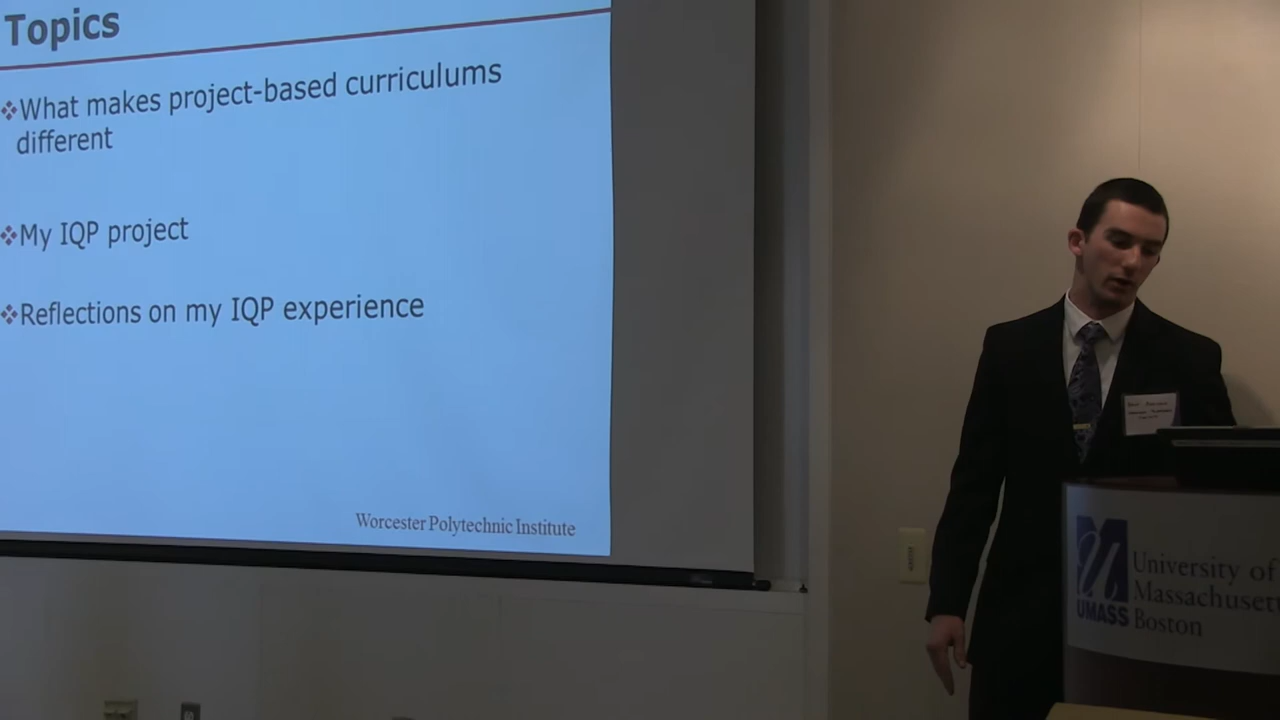 Topics
❖What makes project-based curriculums
different
❖My IQP project
❖Reflections on my IQP experience
Worcester Polytechnic Institute
UMASS
University of
Massachuset
Boston